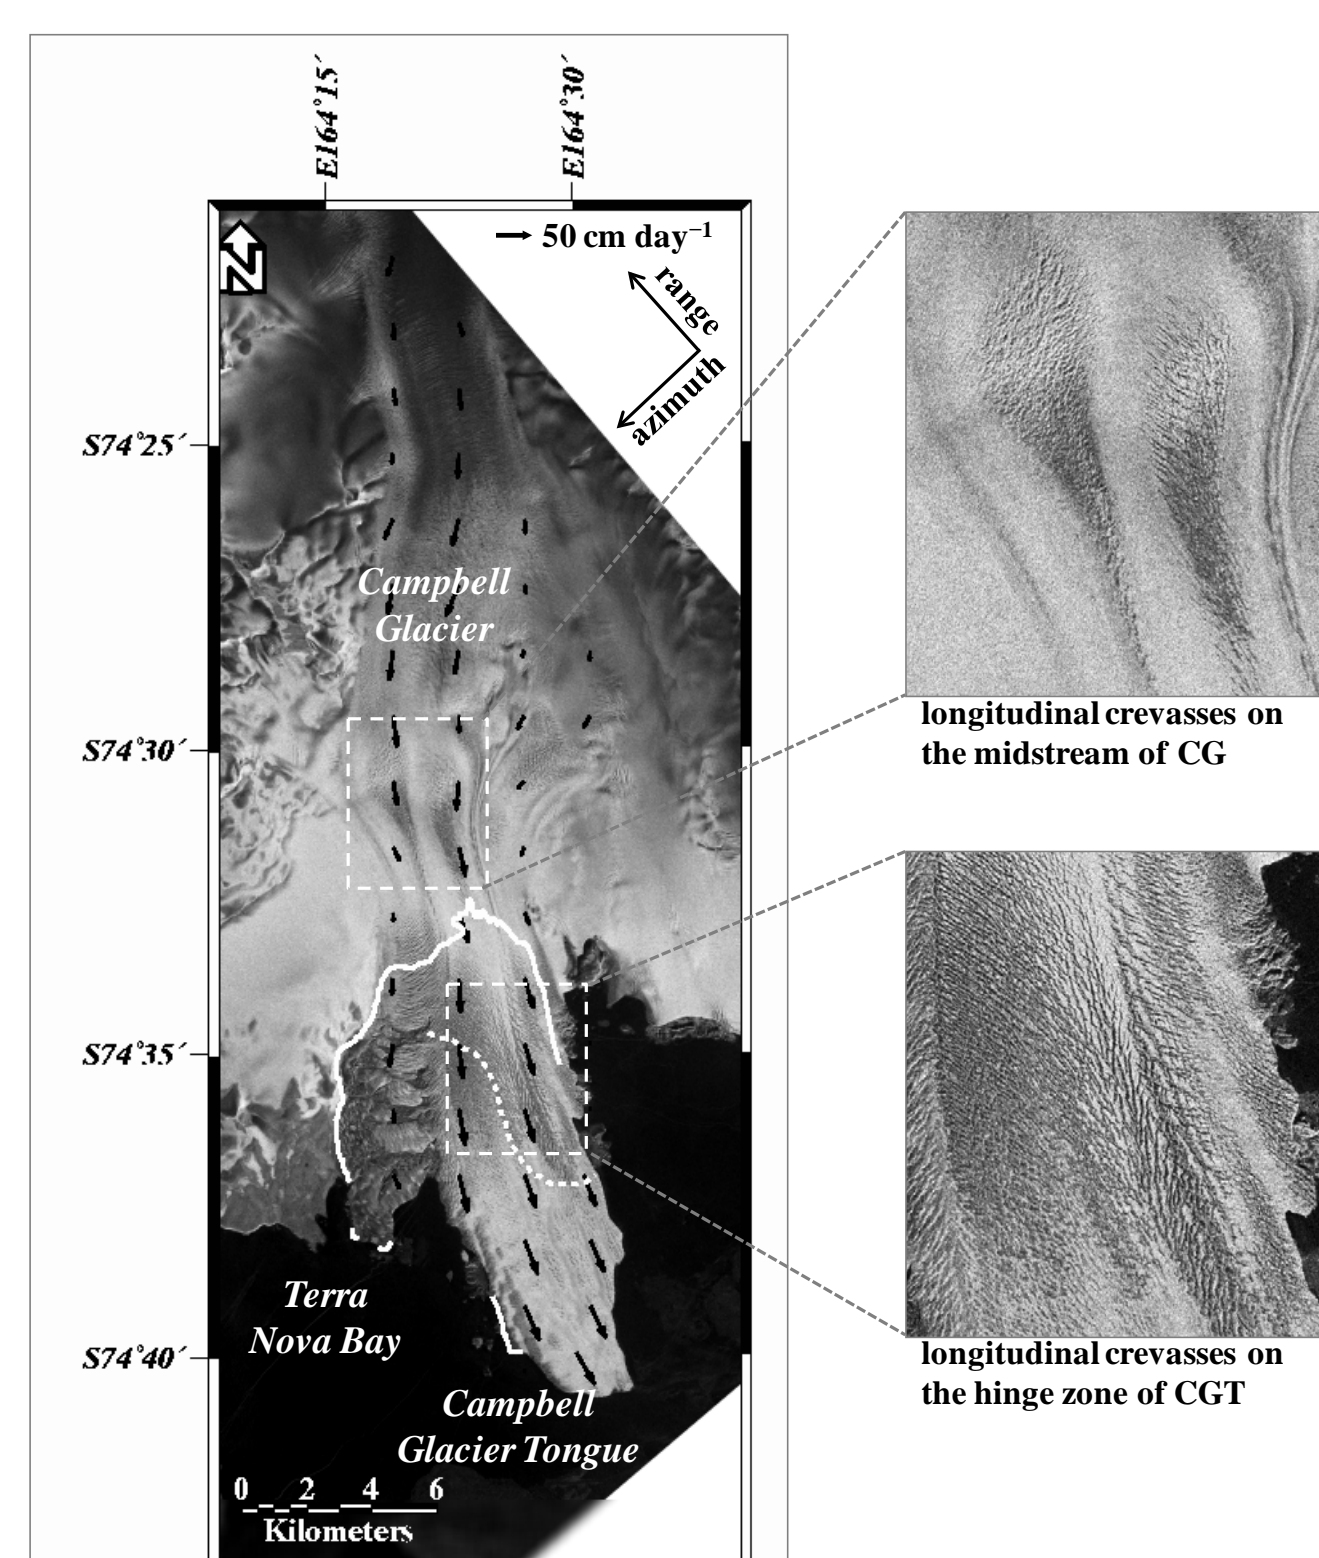 E164°15´
E164°30´
N
50 cm day⁻¹
range
azimuth
S74°25´
Campbell
Glacier
S74°30´
longitudinal crevasses on
the midstream of CG
S74°35´
Terra
Nova Bay
S74°40´
Campbell
Glacier Tongue
0 2 4 6
Kilometers
longitudinal crevasses on
the hinge zone of CGT